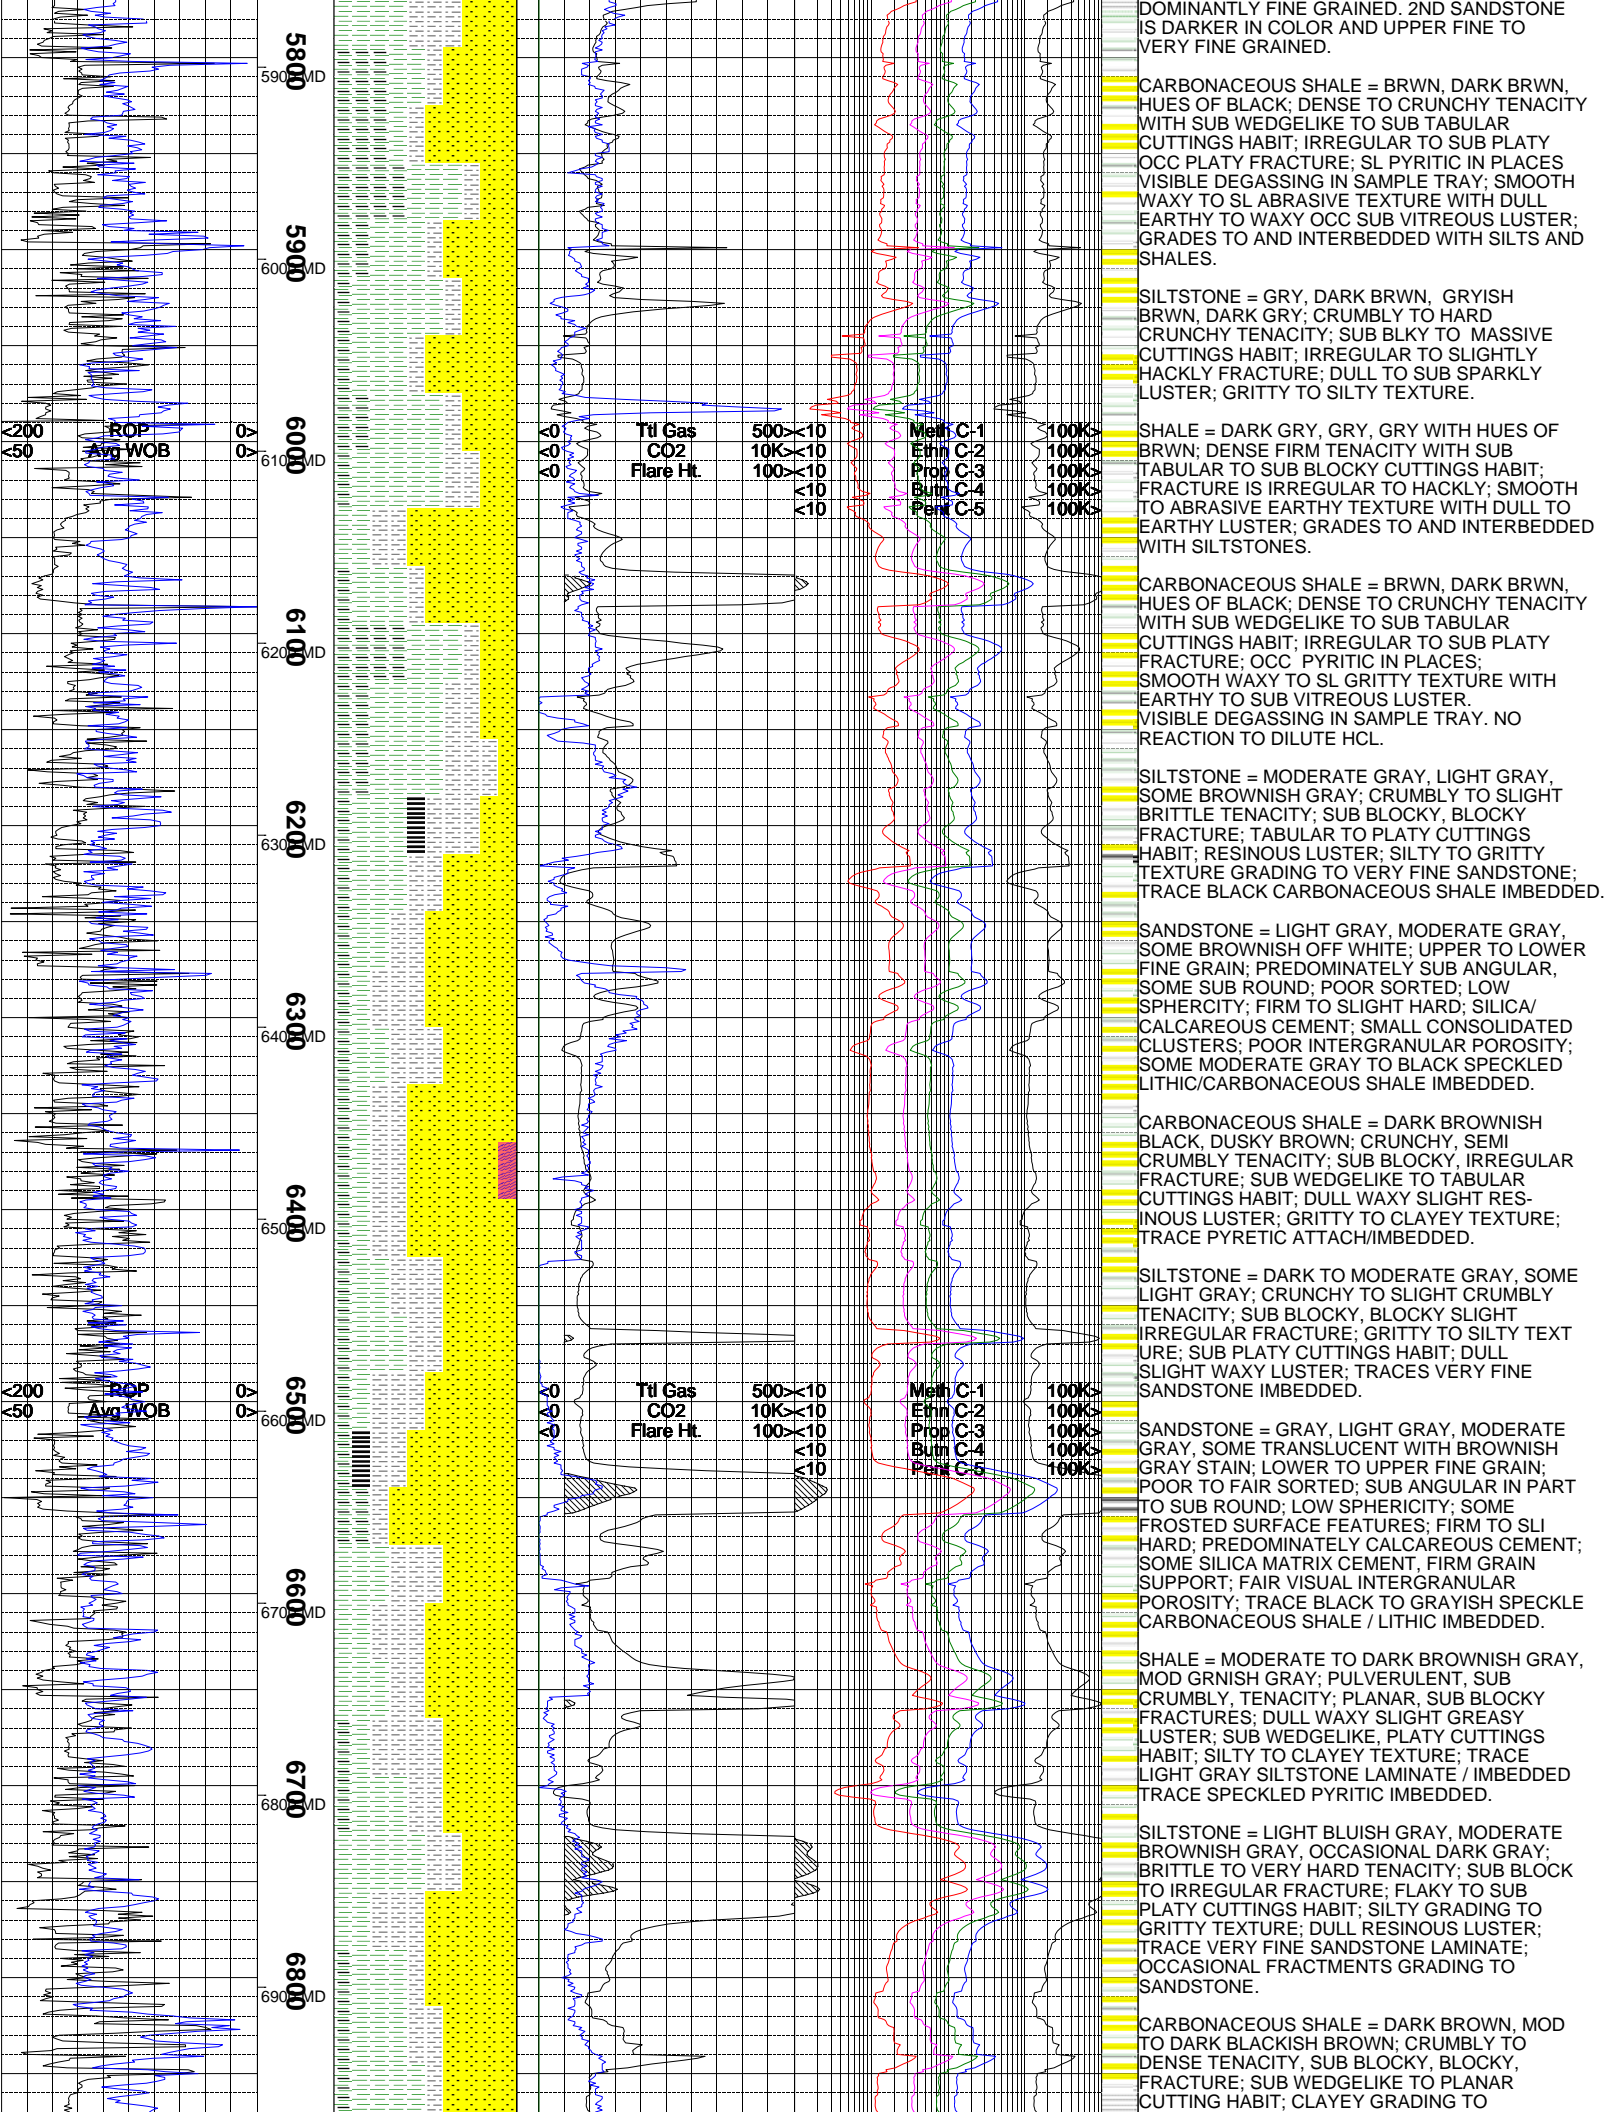 DOMINANTLY FINE GRAINED. 2ND SANDSTONE
IS DARKER IN COLOR AND UPPER FINE TO
VERY FINE GRAINED.
5800
5900 MD
CARBONACEOUS SHALE = BRWN, DARK BRWN,
HUES OF BLACK; DENSE TO CRUNCHY TENACITY
WITH SUB WEDGELIKE TO SUB TABULAR
CUTTINGS HABIT; IRREGULAR TO SUB PLATY
OCC PLATY FRACTURE; SL PYRITIC IN PLACES
VISIBLE DEGASSING IN SAMPLE TRAY; SMOOTH
WAXY TO SL ABRASIVE TEXTURE WITH DULL
EARTHY TO WAXY OCC SUB VITREOUS LUSTER;
GRADES TO AND INTERBEDDED WITH SILTS AND
SHALES.
5900
6000 MD
SILTSTONE = GRY, DARK BRWN,  GRYISH
BRWN, DARK GRY; CRUMBLY TO HARD
CRUNCHY TENACITY; SUB BLKY TO  MASSIVE
CUTTINGS HABIT; IRREGULAR TO SLIGHTLY
HACKLY FRACTURE; DULL TO SUB SPARKLY
LUSTER; GRITTY TO SILTY TEXTURE.
<200 ROP 0>
<50 Avg WOB 0>
6000
6100 MD
<0 Ttl Gas 500>
<0 CO2 10K>
<0 Flare Ht. 100>
<10 Meth C-1 100K>
<10 Ethn C-2 100K>
<10 Prop C-3 100K>
<10 Butn C-4 100K>
<10 Pent C-5 100K>
SHALE = DARK GRY, GRY, GRY WITH HUES OF
BRWN; DENSE FIRM TENACITY WITH SUB
TABULAR TO SUB BLOCKY CUTTINGS HABIT;
FRACTURE IS IRREGULAR TO HACKLY; SMOOTH
TO ABRASIVE EARTHY TEXTURE WITH DULL TO
EARTHY LUSTER; GRADES TO AND INTERBEDDED
WITH SILTSTONES.
6100
6200 MD
CARBONACEOUS SHALE = BRWN, DARK BRWN,
HUES OF BLACK; DENSE TO CRUNCHY TENACITY
WITH SUB WEDGELIKE TO SUB TABULAR
CUTTINGS HABIT; IRREGULAR TO SUB PLATY
FRACTURE; OCC  PYRITIC IN PLACES;
SMOOTH WAXY TO SL GRITTY TEXTURE WITH
EARTHY TO SUB VITREOUS LUSTER.
VISIBLE DEGASSING IN SAMPLE TRAY. NO
REACTION TO DILUTE HCL.
6200
6300 MD
SILTSTONE = MODERATE GRAY, LIGHT GRAY,
SOME BROWNISH GRAY; CRUMBLY TO SLIGHT
BRITTLE TENACITY; SUB BLOCKY, BLOCKY
FRACTURE; TABULAR TO PLATY CUTTINGS
HABIT; RESINOUS LUSTER; SILTY TO GRITTY
TEXTURE GRADING TO VERY FINE SANDSTONE;
TRACE BLACK CARBONACEOUS SHALE IMBEDDED.
6300
6400 MD
SANDSTONE = LIGHT GRAY, MODERATE GRAY,
SOME BROWNISH OFF WHITE; UPPER TO LOWER
FINE GRAIN; PREDOMINATELY SUB ANGULAR,
SOME SUB ROUND; POOR SORTED; LOW
SPHERCITY; FIRM TO SLIGHT HARD; SILICA/
CALCAREOUS CEMENT; SMALL CONSOLIDATED
CLUSTERS; POOR INTERGRANULAR POROSITY;
SOME MODERATE GRAY TO BLACK SPECKLED
LITHIC/CARBONACEOUS SHALE IMBEDDED.
6400
6500 MD
CARBONACEOUS SHALE = DARK BROWNISH
BLACK, DUSKY BROWN; CRUNCHY, SEMI
CRUMBLY TENACITY; SUB BLOCKY, IRREGULAR
FRACTURE; SUB WEDGELIKE TO TABULAR
CUTTINGS HABIT; DULL WAXY SLIGHT RES-
INOUS LUSTER; GRITTY TO CLAYEY TEXTURE;
TRACE PYRETIC ATTACH/IMBEDDED.
SILTSTONE = DARK TO MODERATE GRAY, SOME
LIGHT GRAY; CRUNCHY TO SLIGHT CRUMBLY
TENACITY; SUB BLOCKY, BLOCKY SLIGHT
IRREGULAR FRACTURE; GRITTY TO SILTY TEXT
URE; SUB PLATY CUTTINGS HABIT; DULL
SLIGHT WAXY LUSTER; TRACES VERY FINE
SANDSTONE IMBEDDED.
<200 ROP 0>
<50 Avg WOB 0>
6500
6600 MD
<0 Ttl Gas 500>
<0 CO2 10K>
<0 Flare Ht. 100>
<10 Meth C-1 100K>
<10 Ethn C-2 100K>
<10 Prop C-3 100K>
<10 Butn C-4 100K>
<10 Pent C-5 100K>
SANDSTONE = GRAY, LIGHT GRAY, MODERATE
GRAY, SOME TRANSLUCENT WITH BROWNISH
GRAY STAIN; LOWER TO UPPER FINE GRAIN;
POOR TO FAIR SORTED; SUB ANGULAR IN PART
TO SUB ROUND; LOW SPHERICITY; SOME
FROSTED SURFACE FEATURES; FIRM TO SLI
HARD; PREDOMINATELY CALCAREOUS CEMENT;
SOME SILICA MATRIX CEMENT, FIRM GRAIN
SUPPORT; FAIR VISUAL INTERGRANULAR
POROSITY; TRACE BLACK TO GRAYISH SPECKLE
CARBONACEOUS SHALE / LITHIC IMBEDDED.
6600
6700 MD
SHALE = MODERATE TO DARK BROWNISH GRAY,
MOD GRNISH GRAY; PULVERULENT, SUB
CRUMBLY, TENACITY; PLANAR, SUB BLOCKY
FRACTURES; DULL WAXY SLIGHT GREASY
LUSTER; SUB WEDGELIKE, PLATY CUTTINGS
HABIT; SILTY TO CLAYEY TEXTURE; TRACE
LIGHT GRAY SILTSTONE LAMINATE / IMBEDDED
TRACE SPECKLED PYRITIC IMBEDDED.
6700
6800 MD
SILTSTONE = LIGHT BLUISH GRAY, MODERATE
BROWNISH GRAY, OCCASIONAL DARK GRAY;
BRITTLE TO VERY HARD TENACITY; SUB BLOCK
TO IRREGULAR FRACTURE; FLAKY TO SUB
PLATY CUTTINGS HABIT; SILTY GRADING TO
GRITTY TEXTURE; DULL RESINOUS LUSTER;
TRACE VERY FINE SANDSTONE LAMINATE;
OCCASIONAL FRACTMENTS GRADING TO
SANDSTONE.
6800
6900 MD
CARBONACEOUS SHALE = DARK BROWN, MOD
TO DARK BLACKISH BROWN; CRUMBLY TO
DENSE TENACITY, SUB BLOCKY, BLOCKY,
FRACTURE; SUB WEDGELIKE TO PLANAR
CUTTING HABIT; CLAYEY GRADING TO